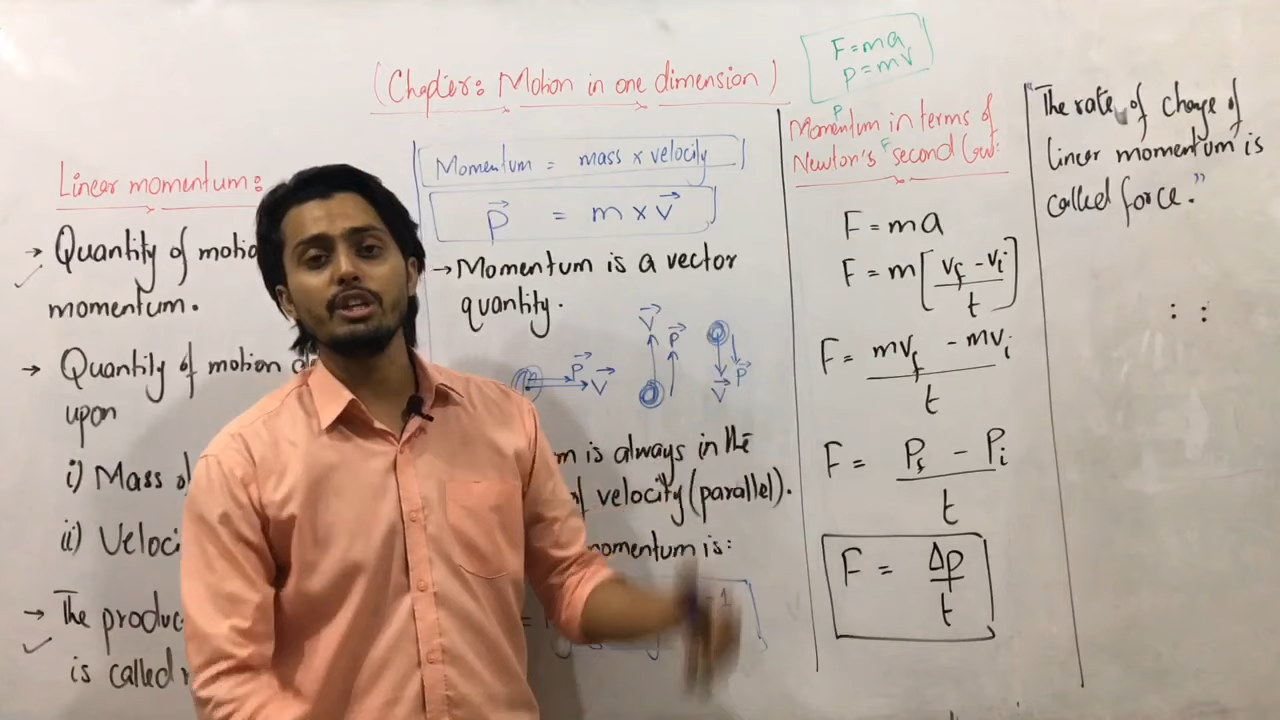 (Chapter: Motion in one dimension)
F = ma
P = mv
Linear momentum:
→ Quantity of motio
momentum.
→ Quantity of motion d
upon
i) Mass o
ii) Veloci
→ The produc
is called
Momentum = mass x velocity
P⃗ = m x v⃗
→ Momentum is a vector
quantity.
P⃗
V⃗
V⃗
P⃗
P⃗
V⃗
m is always in the
of velocity (parallel).
momentum is:
=
-1
P
Momentum in terms of
F
Newton's second law:
F = ma
F = m[vf - vi / t]
F = mvf - mvi / t
F = Pf - Pi / t
F = Δp / t
"The rate of change of
linear momentum is
called force."
: :